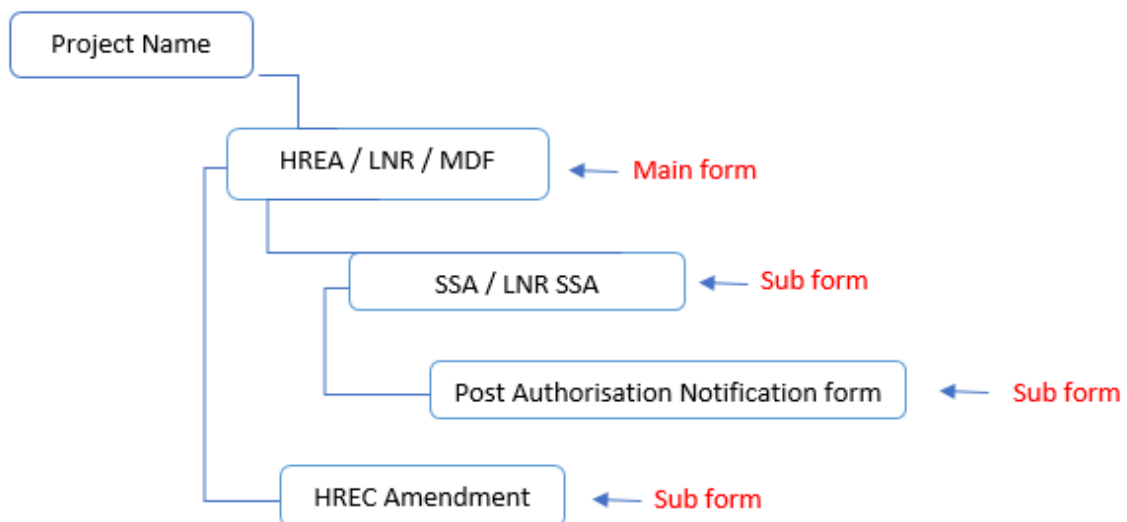 Project Name
HREA / LNR / MDF
Main form
SSA / LNR SSA
Sub form
Post Authorisation Notification form
Sub form
HREC Amendment
Sub form